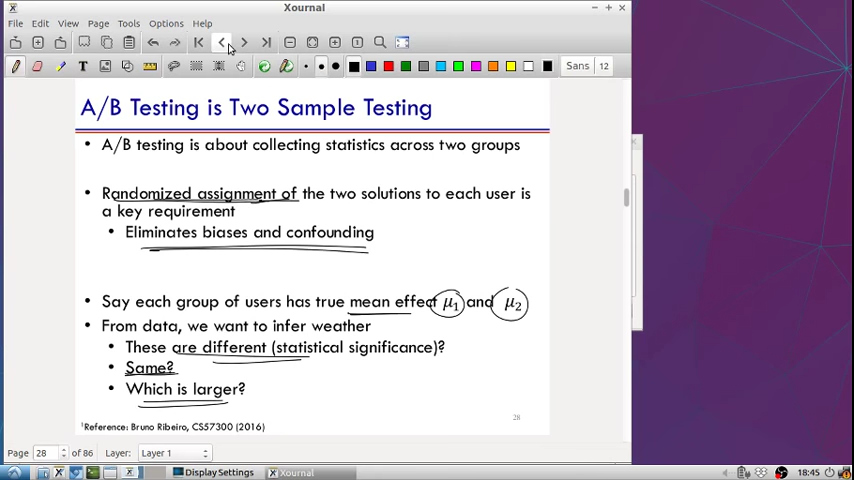 Xournal
File Edit View Page Tools Options Help
Sans 12
A/B Testing is Two Sample Testing
• A/B testing is about collecting statistics across two groups
• Randomized assignment of the two solutions to each user is
a key requirement
• Eliminates biases and confounding
• Say each group of users has true mean effect μ1 and μ2
• From data, we want to infer weather
• These are different (statistical significance)?
• Same?
• Which is larger?
28
1Reference: Bruno Ribeiro, CS57300 (2016)
Page 28 of 86 Layer: Layer 1
Display Settings Xournal 18:45